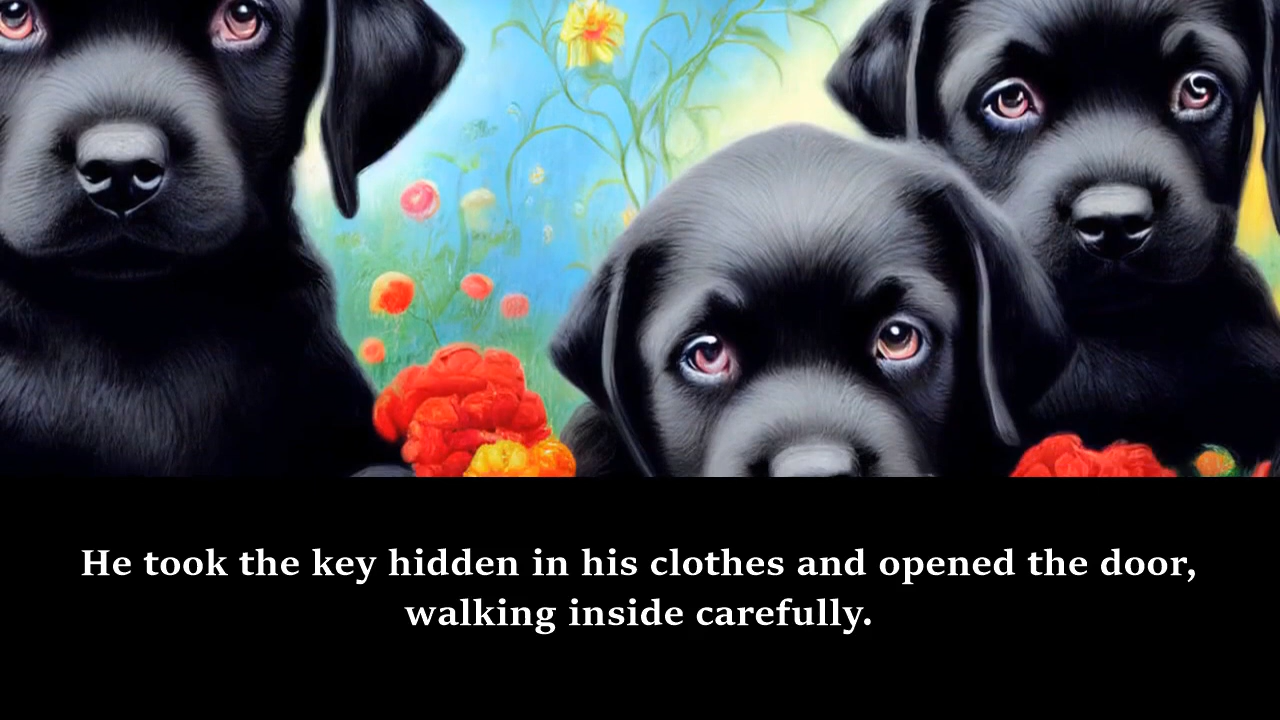 He took the key hidden in his clothes and opened the door,
walking inside carefully.